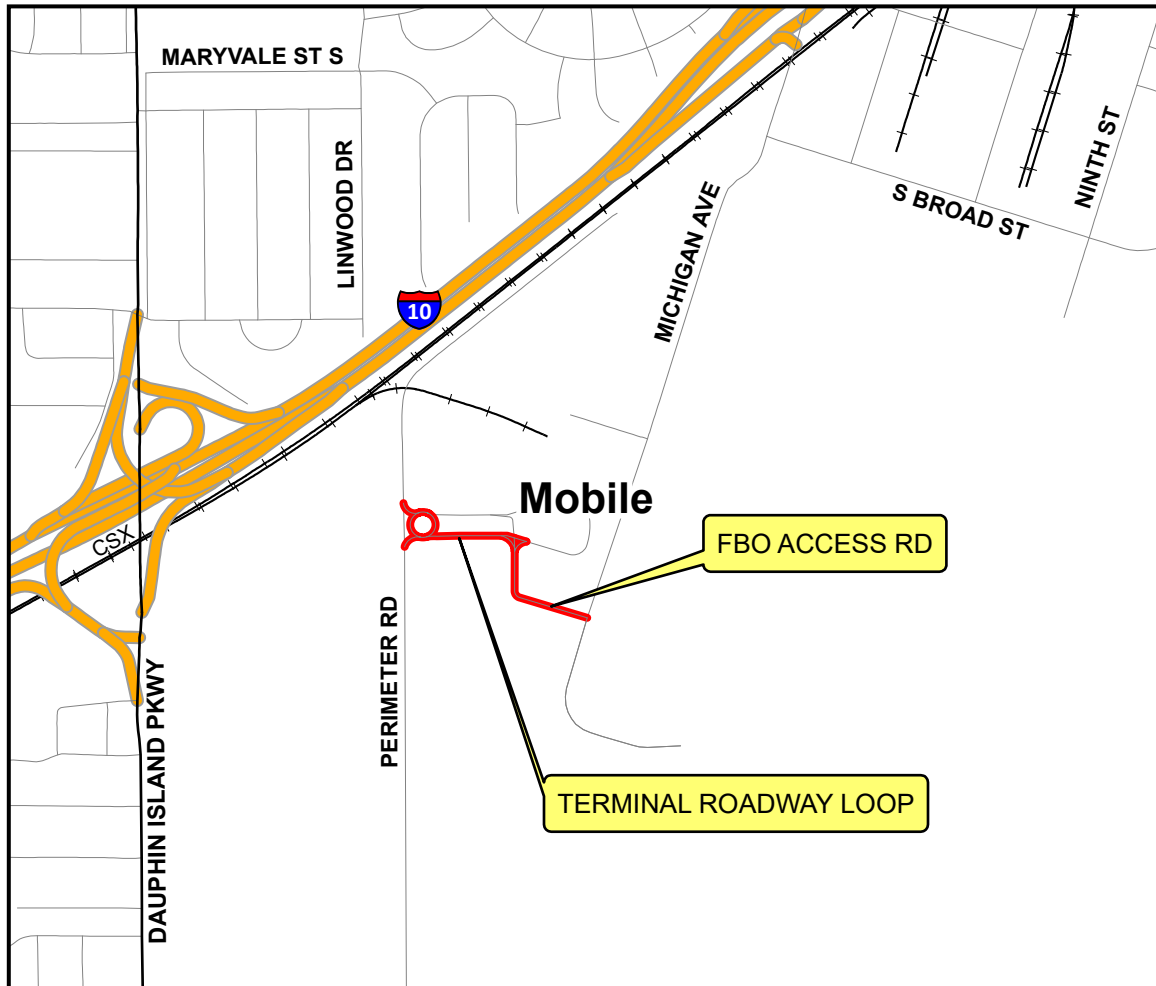 MARYVALE ST S
LINWOOD DR
NINTH ST
S BROAD ST
MICHIGAN AVE
10
Mobile
FBO ACCESS RD
CSX
PERIMETER RD
DAUPHIN ISLAND PKWY
TERMINAL ROADWAY LOOP